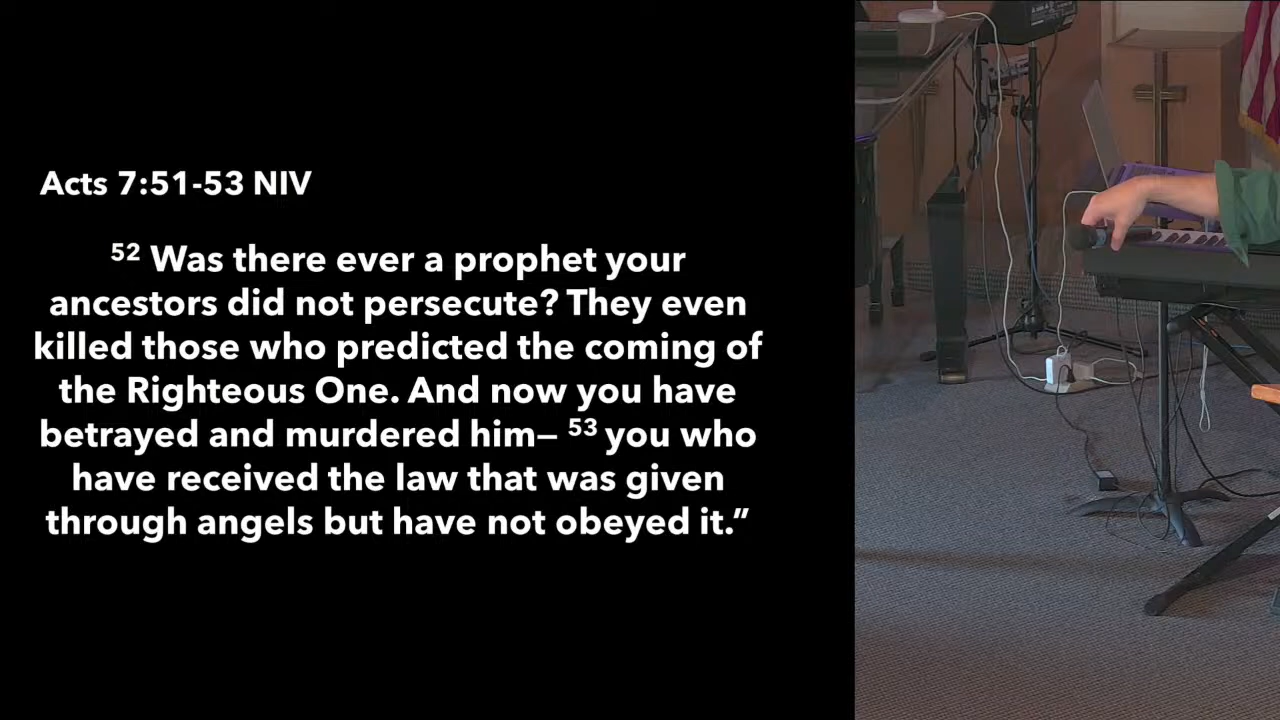 Acts 7:51-53 NIV
⁵² Was there ever a prophet your
ancestors did not persecute? They even
killed those who predicted the coming of
the Righteous One. And now you have
betrayed and murdered him— ⁵³ you who
have received the law that was given
through angels but have not obeyed it.”